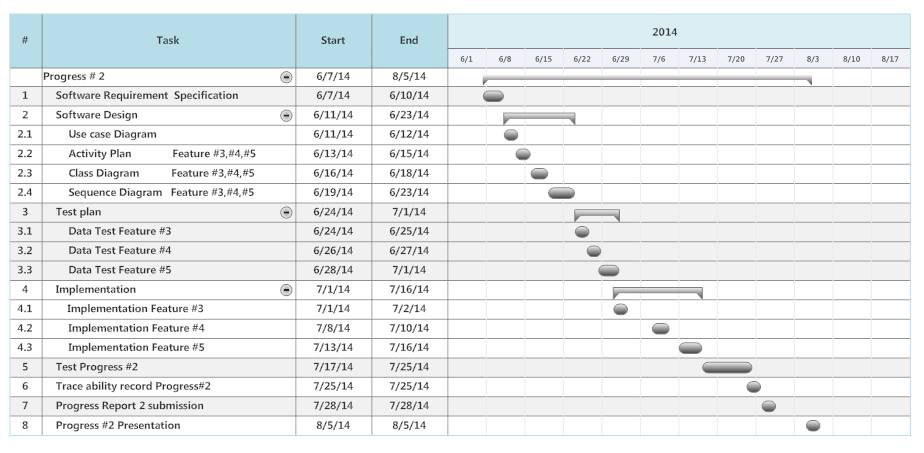 # Task Start End 2014
6/1 6/8 6/15 6/22 6/29 7/6 7/13 7/20 7/27 8/3 8/10 8/17
Progress # 2 6/7/14 8/5/14
1 Software Requirement Specification 6/7/14 6/10/14
2 Software Design 6/11/14 6/23/14
2.1 Use case Diagram 6/11/14 6/12/14
2.2 Activity Plan Feature #3,#4,#5 6/13/14 6/15/14
2.3 Class Diagram Feature #3,#4,#5 6/16/14 6/18/14
2.4 Sequence Diagram Feature #3,#4,#5 6/19/14 6/23/14
3 Test plan 6/24/14 7/1/14
3.1 Data Test Feature #3 6/24/14 6/25/14
3.2 Data Test Feature #4 6/26/14 6/27/14
3.3 Data Test Feature #5 6/28/14 7/1/14
4 Implementation 7/1/14 7/16/14
4.1 Implementation Feature #3 7/1/14 7/2/14
4.2 Implementation Feature #4 7/8/14 7/10/14
4.3 Implementation Feature #5 7/13/14 7/16/14
5 Test Progress #2 7/17/14 7/25/14
6 Trace ability record Progress#2 7/25/14 7/25/14
7 Progress Report 2 submission 7/28/14 7/28/14
8 Progress #2 Presentation 8/5/14 8/5/14